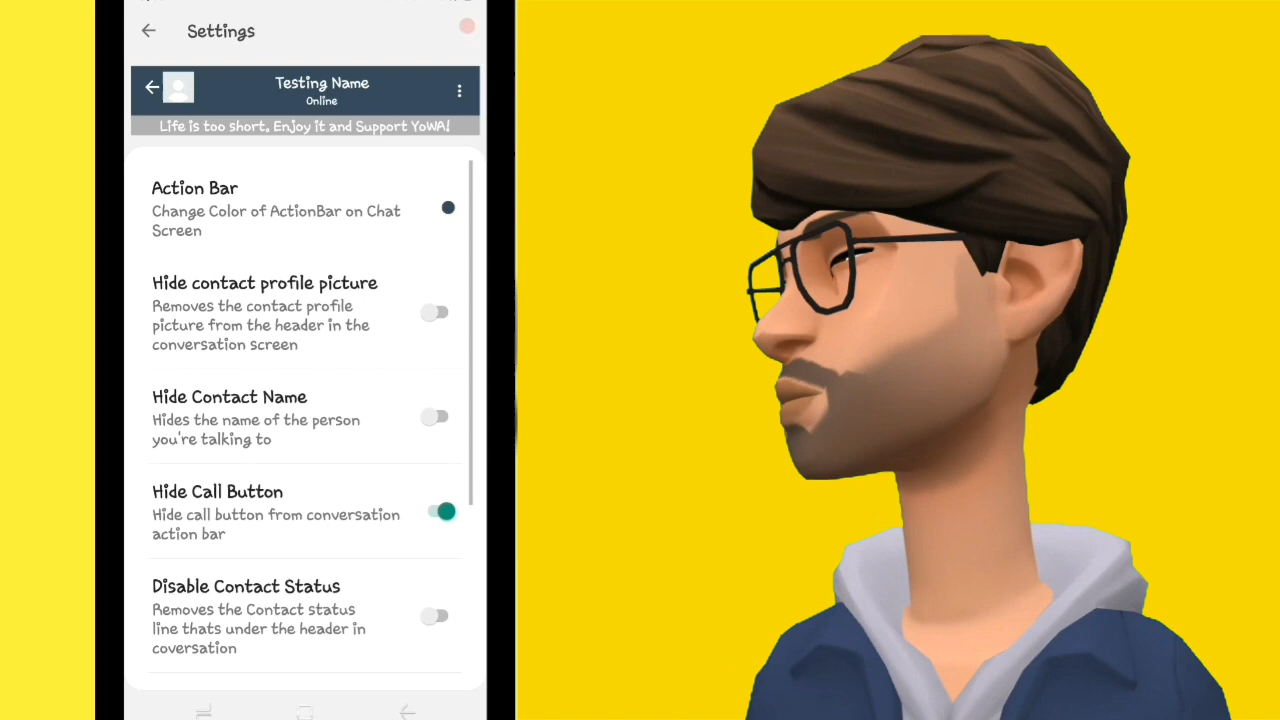 Settings
Testing Name
Online
Life is too short. Enjoy it and Support YoWA!
Action Bar
Change Color of ActionBar on Chat
Screen
Hide contact profile picture
Removes the contact profile
picture from the header in the
conversation screen
Hide Contact Name
Hides the name of the person
you're talking to
Hide Call Button
Hide call button from conversation
action bar
Disable Contact Status
Removes the Contact status
line thats under the header in
coversation